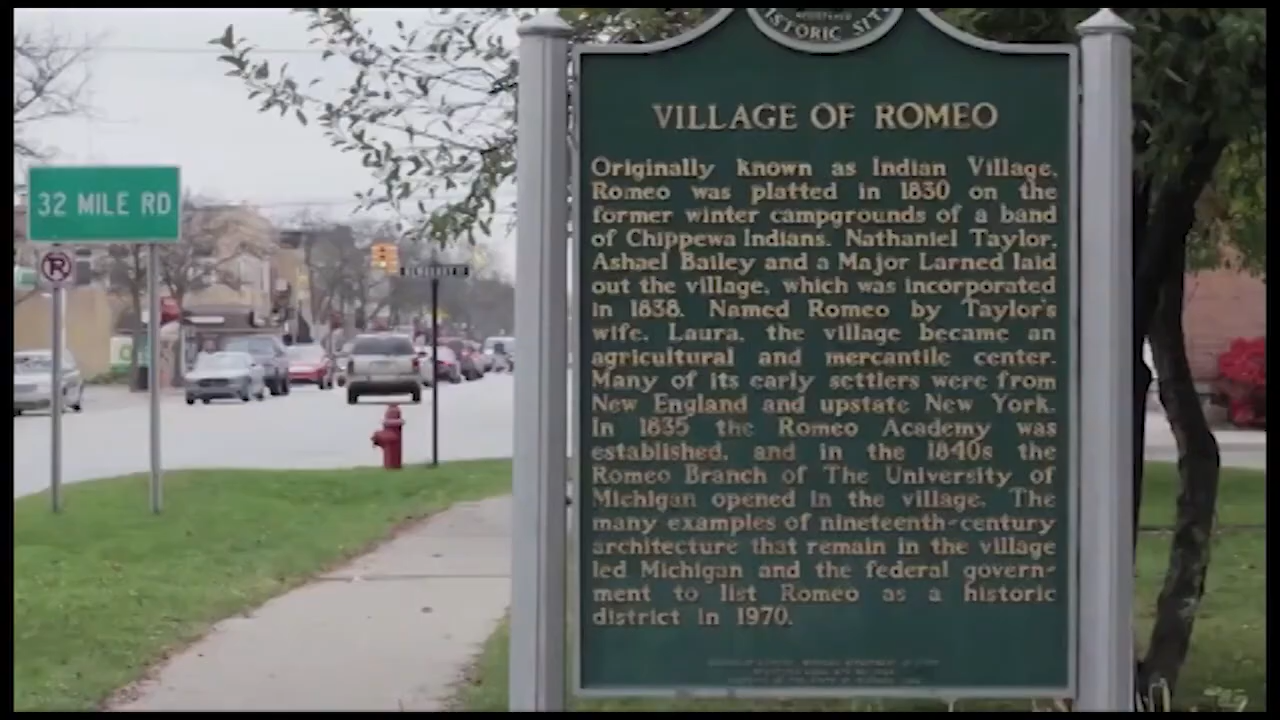 REGISTERED
HISTORIC SITE
VILLAGE OF ROMEO
Originally known as Indian Village,
Romeo was platted in 1830 on the
former winter campgrounds of a band
of Chippewa Indians. Nathaniel Taylor,
Ashael Bailey and a Major Larned laid
out the village, which was incorporated
in 1838. Named Romeo by Taylor's
wife, Laura, the village became an
agricultural and mercantile center.
Many of its early settlers were from
New England and upstate New York.
In 1835 the Romeo Academy was
established, and in the 1840s the
Romeo Branch of The University of
Michigan opened in the village. The
many examples of nineteenth-century
architecture that remain in the village
led Michigan and the federal govern-
ment to list Romeo as a historic
district in 1970.
32 MILE RD
R